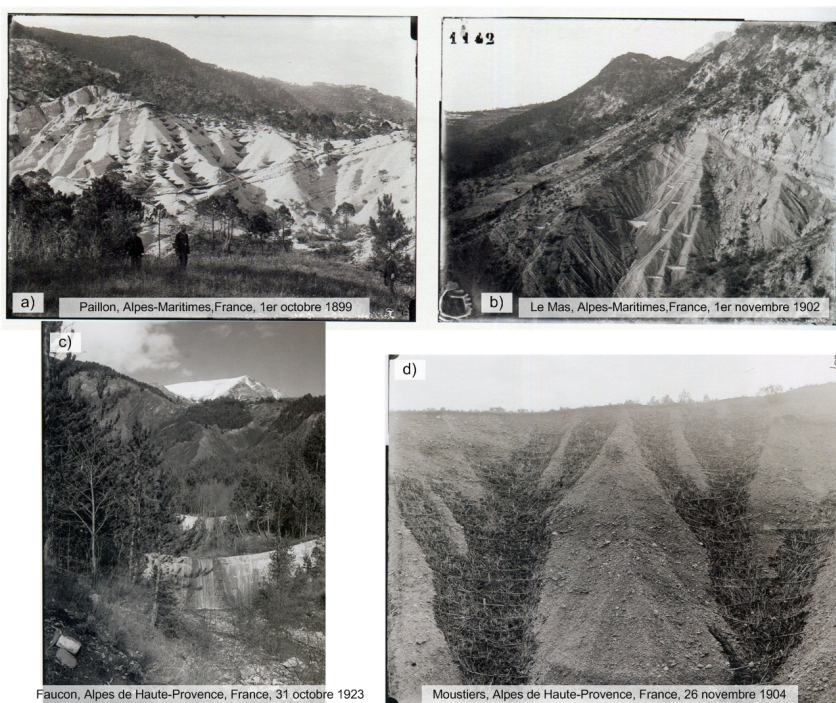 1142
a)
Paillon, Alpes-Maritimes,France, 1er octobre 1899
b)
Le Mas, Alpes-Maritimes,France, 1er novembre 1902
c)
d)
Faucon, Alpes de Haute-Provence, France, 31 octobre 1923
Moustiers, Alpes de Haute-Provence, France, 26 novembre 1904